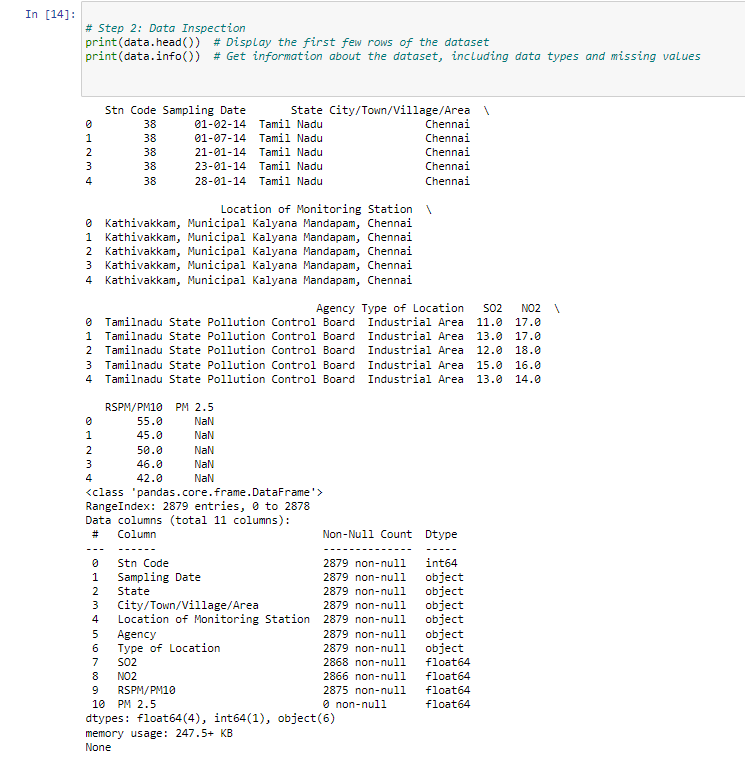 In [14]:
# Step 2: Data Inspection
print(data.head())  # Display the first few rows of the dataset
print(data.info())  # Get information about the dataset, including data types and missing values
   Stn Code Sampling Date       State City/Town/Village/Area  \
0        38      01-02-14  Tamil Nadu                Chennai
1        38      01-07-14  Tamil Nadu                Chennai
2        38      21-01-14  Tamil Nadu                Chennai
3        38      23-01-14  Tamil Nadu                Chennai
4        38      28-01-14  Tamil Nadu                Chennai
                     Location of Monitoring Station  \
0  Kathivakkam, Municipal Kalyana Mandapam, Chennai
1  Kathivakkam, Municipal Kalyana Mandapam, Chennai
2  Kathivakkam, Municipal Kalyana Mandapam, Chennai
3  Kathivakkam, Municipal Kalyana Mandapam, Chennai
4  Kathivakkam, Municipal Kalyana Mandapam, Chennai
                                    Agency Type of Location   SO2   NO2  \
0  Tamilnadu State Pollution Control Board  Industrial Area  11.0  17.0
1  Tamilnadu State Pollution Control Board  Industrial Area  13.0  17.0
2  Tamilnadu State Pollution Control Board  Industrial Area  12.0  18.0
3  Tamilnadu State Pollution Control Board  Industrial Area  15.0  16.0
4  Tamilnadu State Pollution Control Board  Industrial Area  13.0  14.0
   RSPM/PM10  PM 2.5
0       55.0     NaN
1       45.0     NaN
2       50.0     NaN
3       46.0     NaN
4       42.0     NaN
<class 'pandas.core.frame.DataFrame'>
RangeIndex: 2879 entries, 0 to 2878
Data columns (total 11 columns):
 #   Column                          Non-Null Count  Dtype
---  ------                          --------------  -----
 0   Stn Code                        2879 non-null   int64
 1   Sampling Date                   2879 non-null   object
 2   State                           2879 non-null   object
 3   City/Town/Village/Area          2879 non-null   object
 4   Location of Monitoring Station  2879 non-null   object
 5   Agency                          2879 non-null   object
 6   Type of Location                2879 non-null   object
 7   SO2                             2868 non-null   float64
 8   NO2                             2866 non-null   float64
 9   RSPM/PM10                       2875 non-null   float64
 10  PM 2.5                          0 non-null      float64
dtypes: float64(4), int64(1), object(6)
memory usage: 247.5+ KB
None